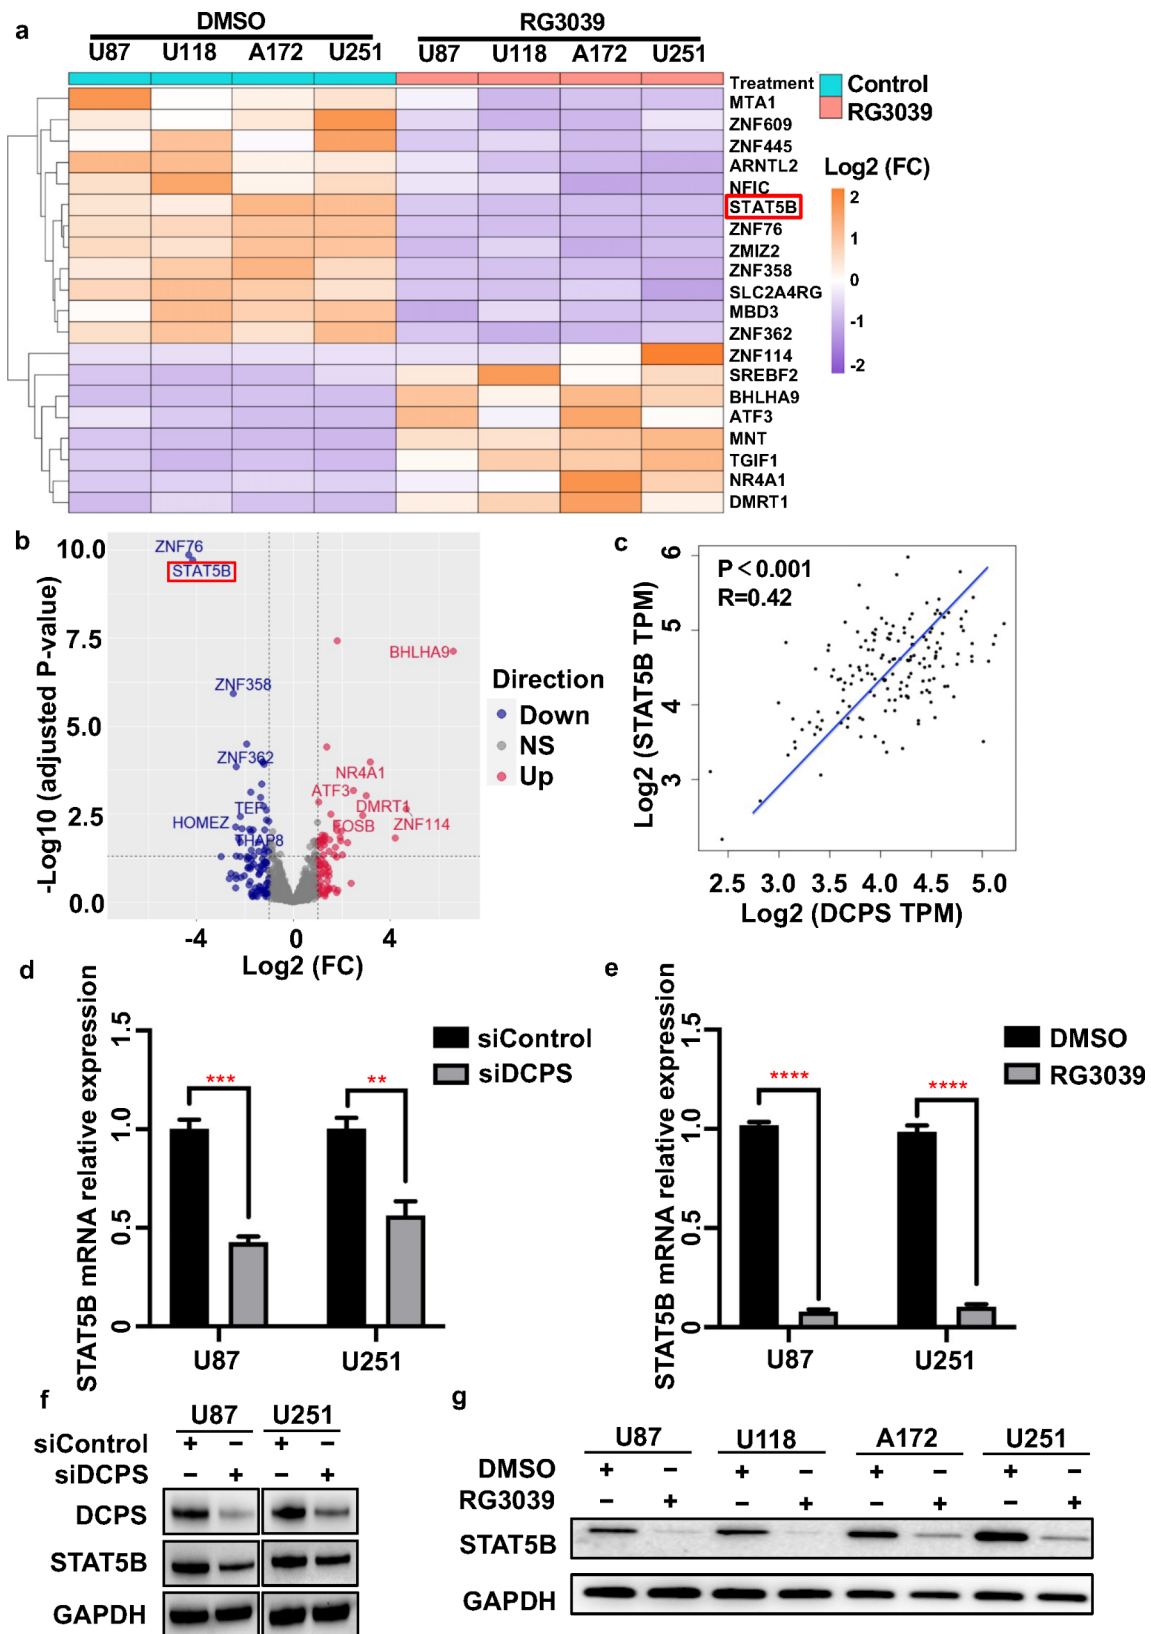 a
DMSO
RG3039
U87 U118 A172 U251 U87 U118 A172 U251
Treatment
Control
RG3039
MTA1
ZNF609
ZNF445
ARNTL2
NFIC
STAT5B
ZNF76
ZMIZ2
ZNF358
SLC2A4RG
MBD3
ZNF362
ZNF114
SREBF2
BHLHA9
ATF3
MNT
TGIF1
NR4A1
DMRT1
Log2 (FC)
2
1
0
-1
-2
b
-Log10 (adjusted P-value)
10.0
7.5
5.0
2.5
0.0
ZNF76
STAT5B
BHLHA9
ZNF358
ZNF362
NR4A1
ATF3
TEF
DMRT1
HOMEZ
FOSB
ZNF114
THAP8
-4 0 4
Log2 (FC)
Direction
Down
NS
Up
c
P<0.001
R=0.42
Log2 (STAT5B TPM)
6
5
4
3
2.5 3.0 3.5 4.0 4.5 5.0
Log2 (DCPS TPM)
d
STAT5B mRNA relative expression
1.5
1.0
0.5
0
*** **
siControl
siDCPS
U87 U251
e
STAT5B mRNA relative expression
1.5
1.0
0.5
0
**** ****
DMSO
RG3039
U87 U251
f
U87 U251
siControl + - + -
siDCPS - + - +
DCPS
STAT5B
GAPDH
g
U87 U118 A172 U251
DMSO + - + - + - + -
RG3039 - + - + - + - +
STAT5B
GAPDH